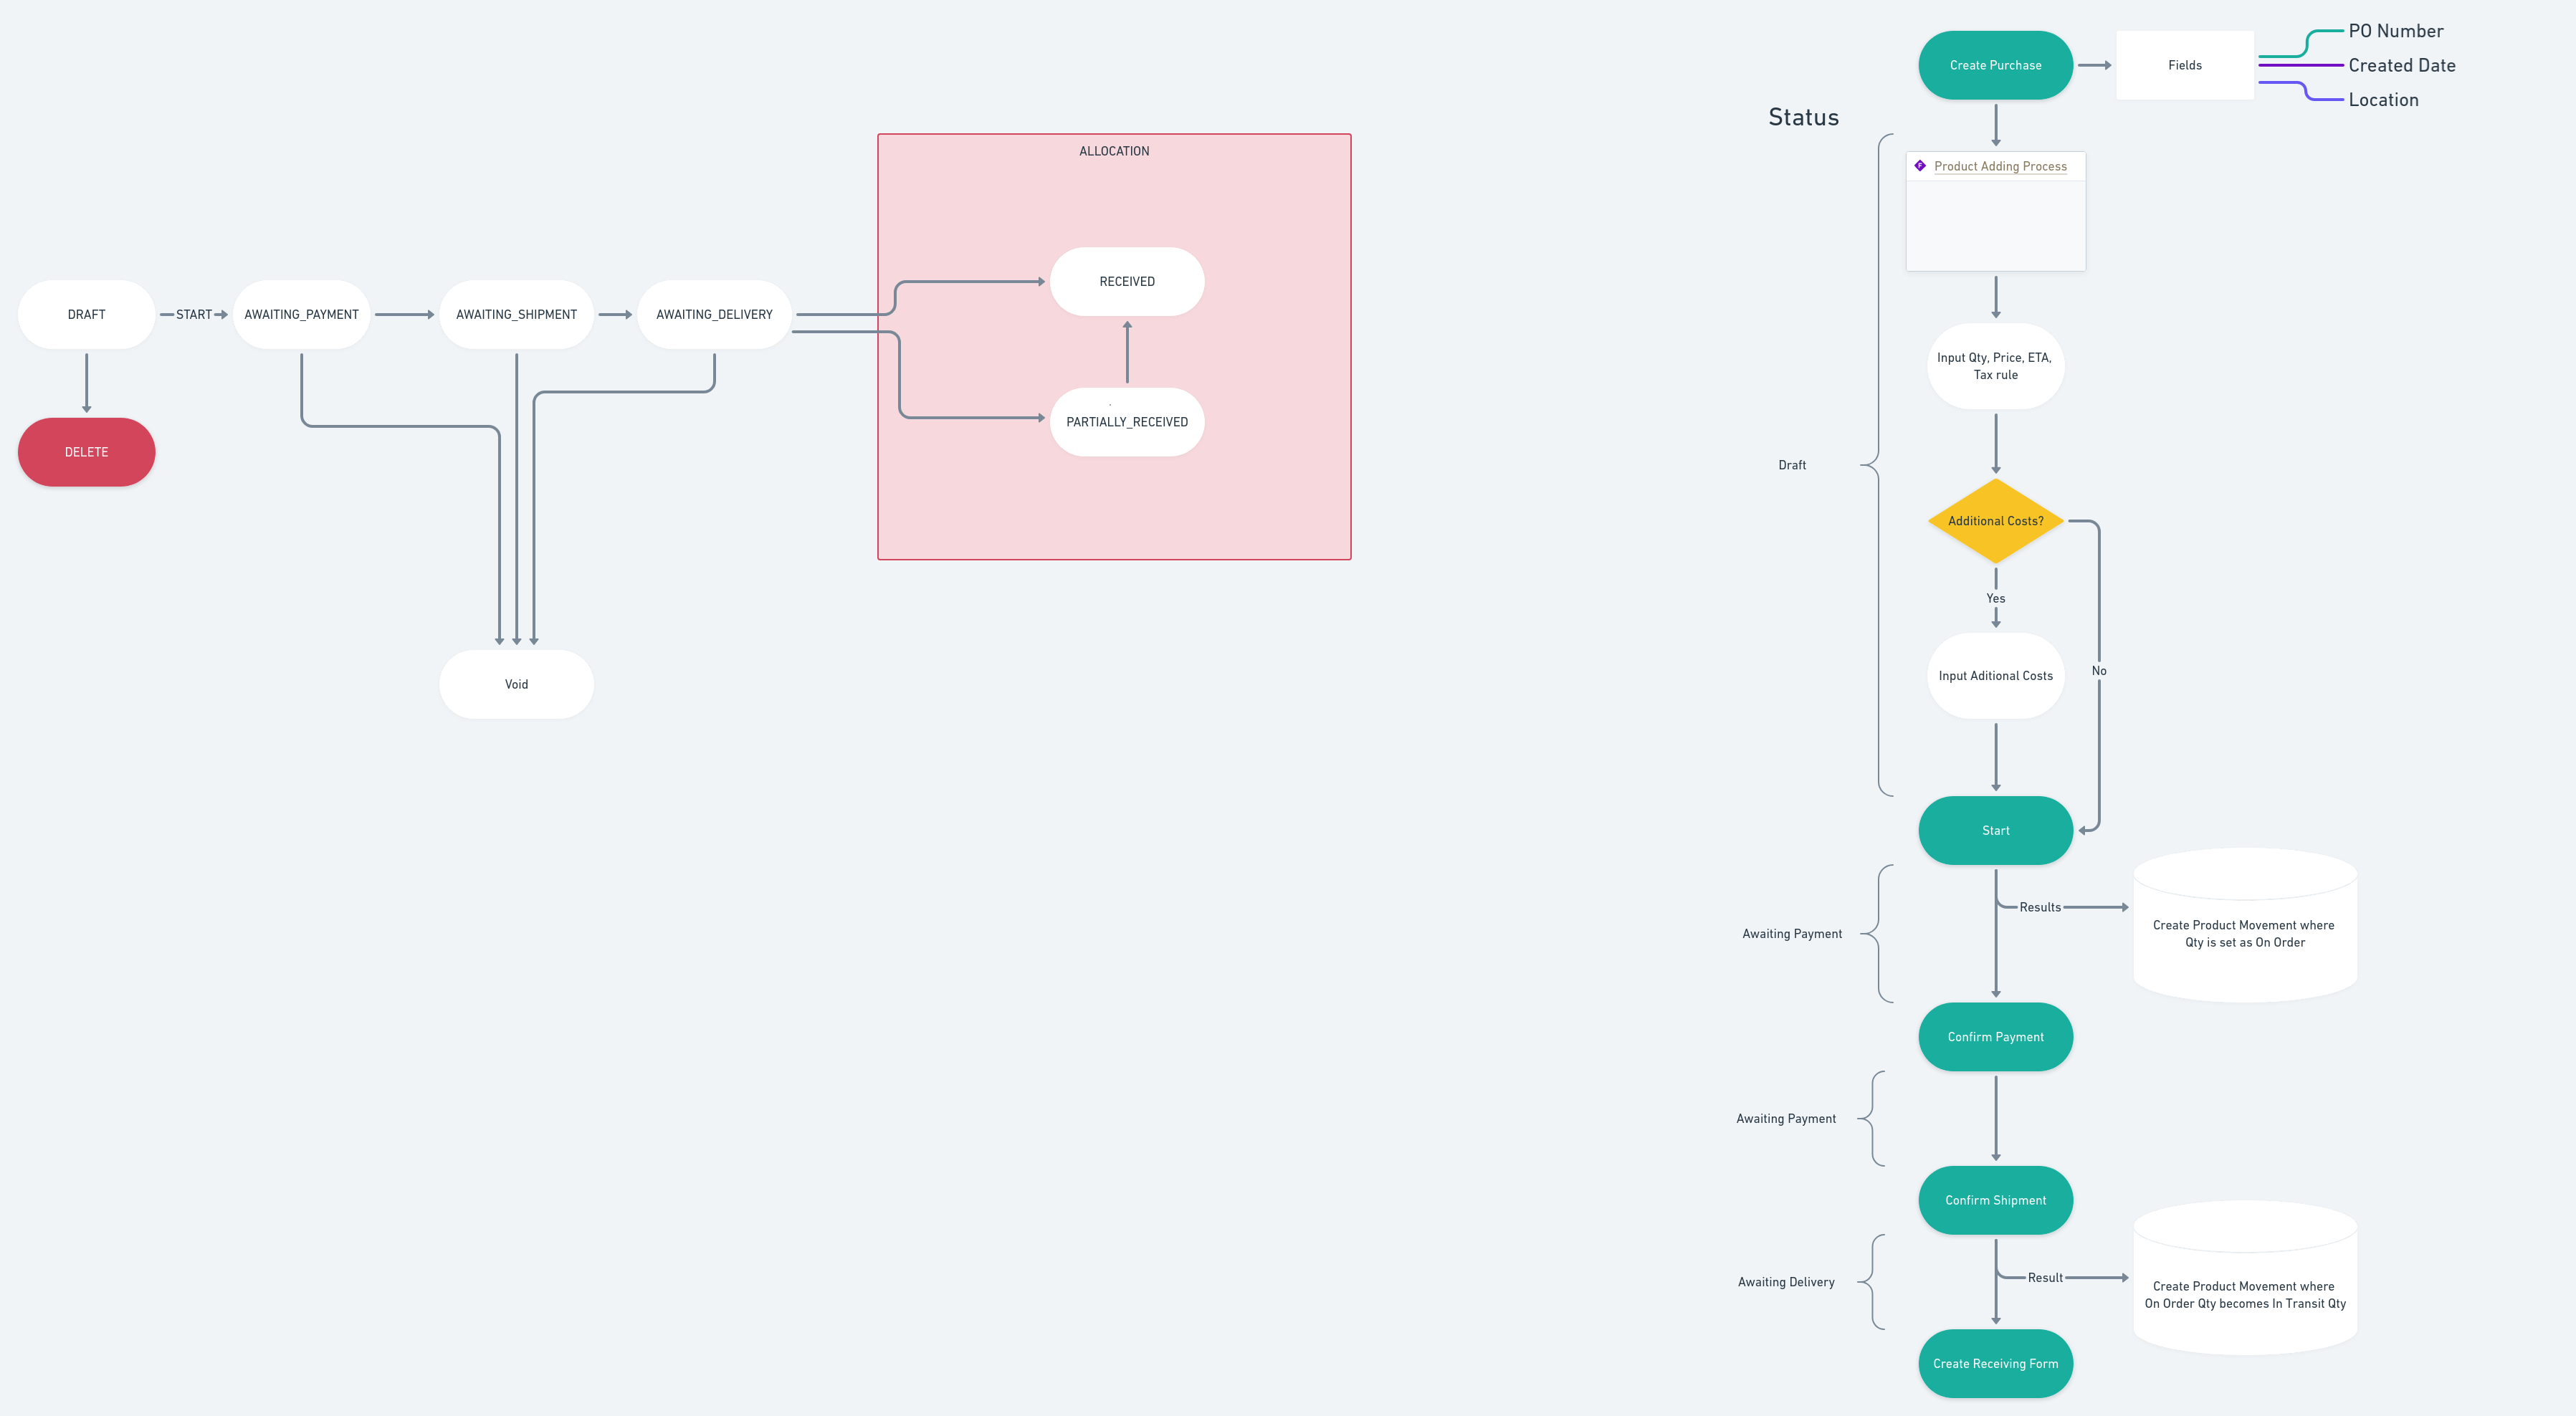 DRAFT
START
AWAITING_PAYMENT
AWAITING_SHIPMENT
AWAITING_DELIVERY
DELETE
Void
ALLOCATION
RECEIVED
PARTIALLY_RECEIVED
Status
Create Purchase
Fields
PO Number
Created Date
Location
Product Adding Process
Input Qty, Price, ETA,
Tax rule
Draft
Additional Costs?
Yes
No
Input Aditional Costs
Start
Awaiting Payment
Results
Create Product Movement where
Qty is set as On Order
Confirm Payment
Awaiting Payment
Confirm Shipment
Awaiting Delivery
Result
Create Product Movement where
On Order Qty becomes In Transit Qty
Create Receiving Form